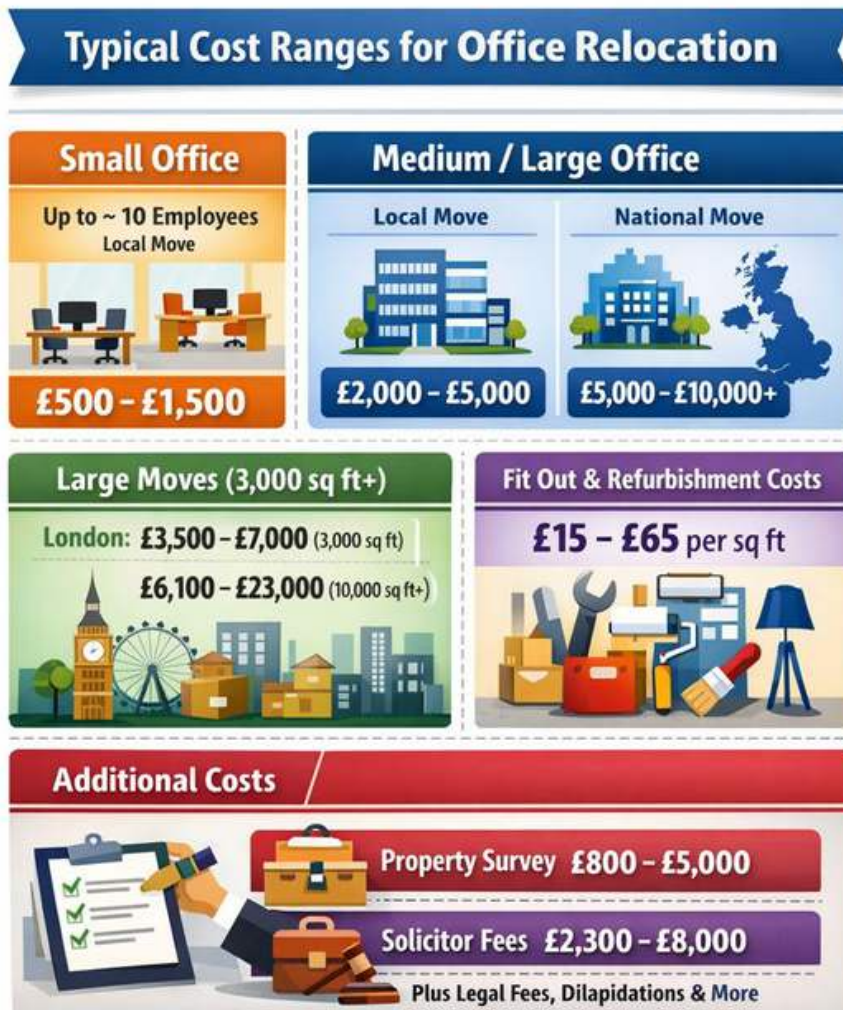 Typical Cost Ranges for Office Relocation
Small Office
Up to ~ 10 Employees
Local Move
£500 – £1,500
Medium / Large Office
Local Move
£2,000 – £5,000
National Move
£5,000 – £10,000+
Large Moves (3,000 sq ft+)
London: £3,500 – £7,000 (3,000 sq ft)
£6,100 – £23,000 (10,000 sq ft+)
Fit Out & Refurbishment Costs
£15 – £65 per sq ft
Additional Costs
Property Survey £800 – £5,000
Solicitor Fees £2,300 – £8,000
Plus Legal Fees, Dilapidations & More